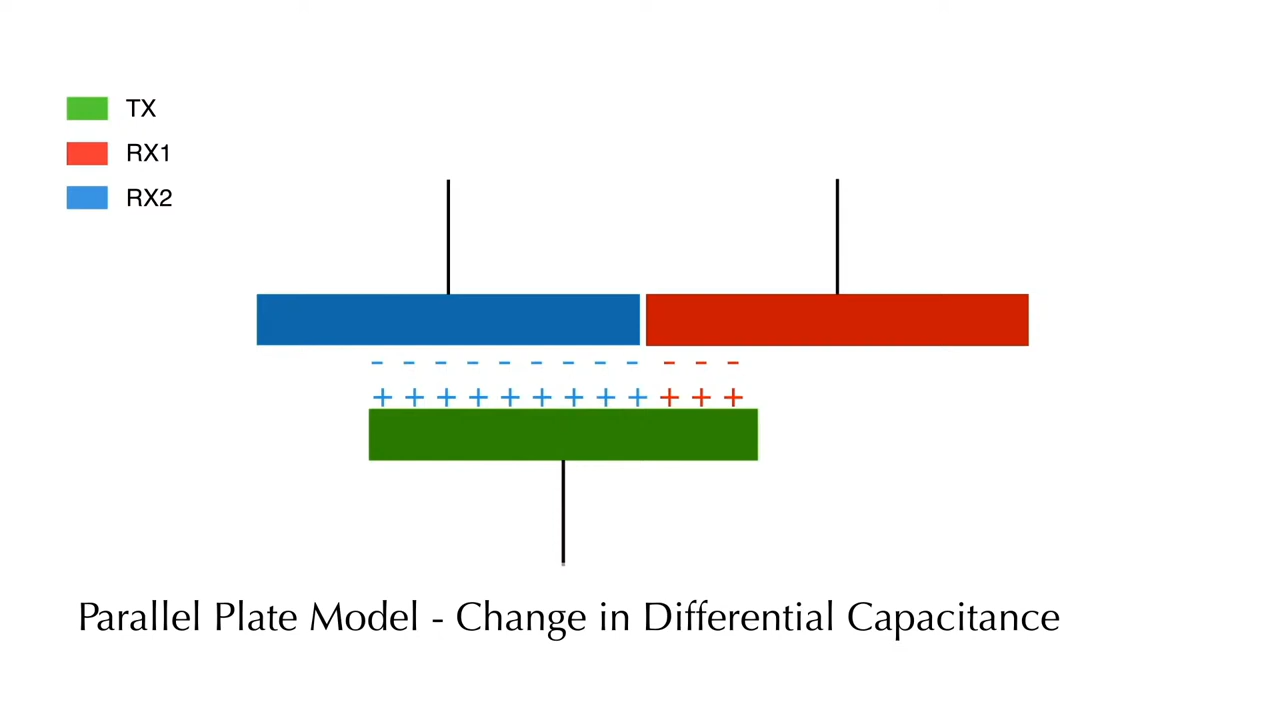 TX
RX1
RX2
- - - - - - - - - - - -
+ + + + + + + + + + + +
Parallel Plate Model - Change in Differential Capacitance